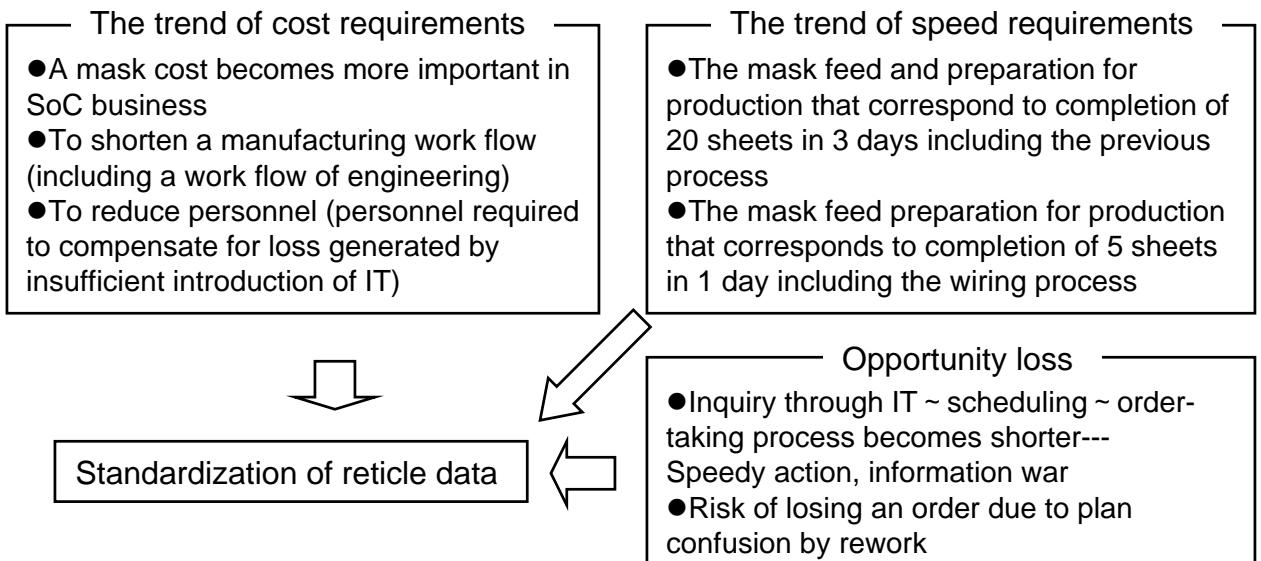 The trend of cost requirements
●A mask cost becomes more important in
SoC business
●To shorten a manufacturing work flow
(including a work flow of engineering)
●To reduce personnel (personnel required
to compensate for loss generated by
insufficient introduction of IT)
The trend of speed requirements
●The mask feed and preparation for
production that correspond to completion of
20 sheets in 3 days including the previous
process
●The mask feed preparation for production
that corresponds to completion of 5 sheets
in 1 day including the wiring process
Opportunity loss
●Inquiry through IT ~ scheduling ~ order-
taking process becomes shorter---
Speedy action, information war
●Risk of losing an order due to plan
confusion by rework
Standardization of reticle data